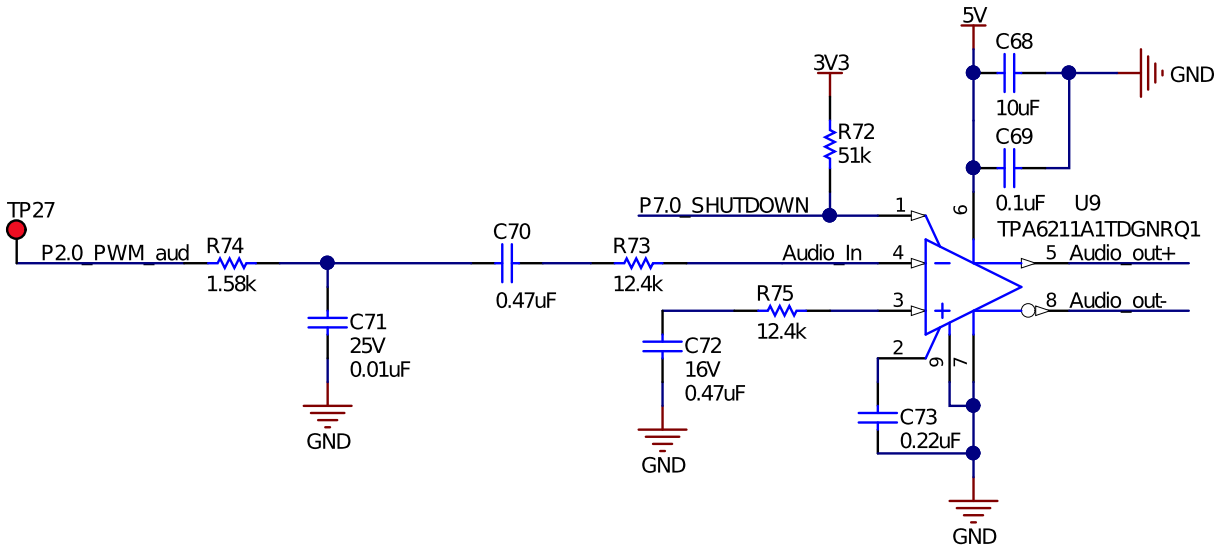 5V
C68
10uF
GND
C69
0.1uF
U9
TPA6211A1TDGNRQ1
3V3
R72
51k
P7.0_SHUTDOWN
1
6
TP27
P2.0_PWM_aud
R74
1.58k
C70
0.47uF
R73
12.4k
Audio_In
4
5 Audio_out+
C71
25V
0.01uF
GND
R75
12.4k
3
8 Audio_out-
C72
16V
0.47uF
GND
2
9
7
C73
0.22uF
GND